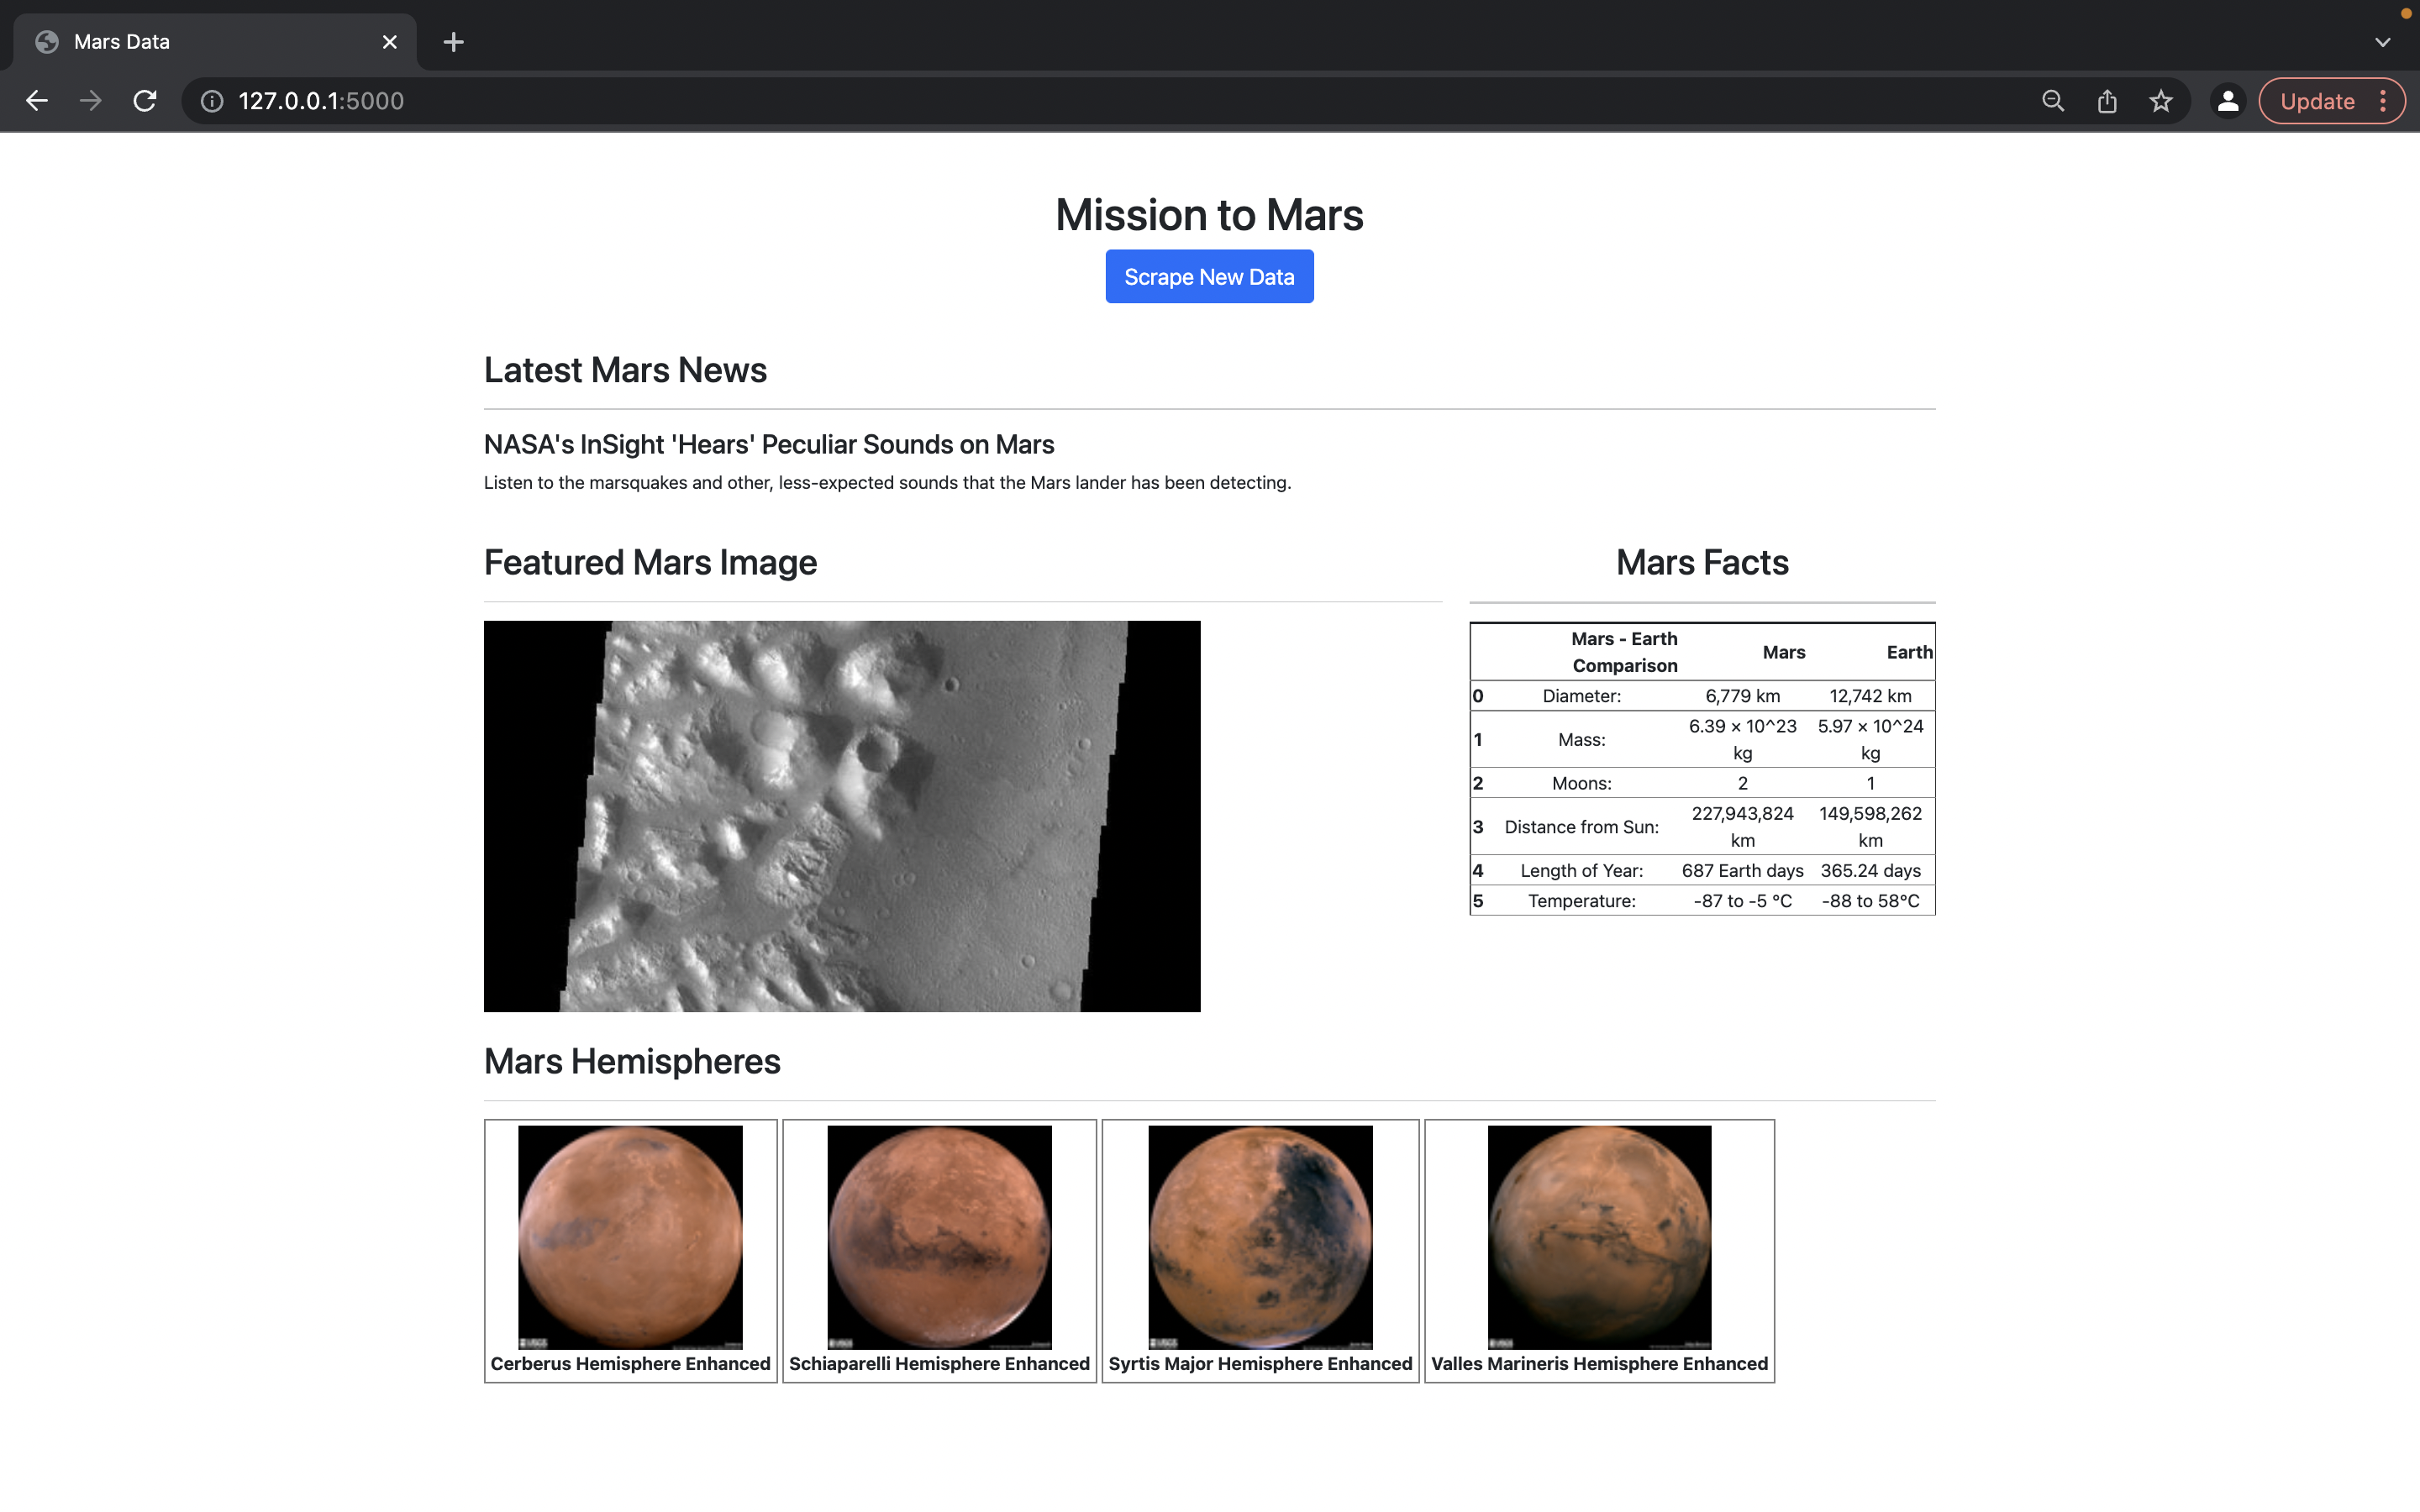 Mars Data
127.0.0.1:5000
Update
Mission to Mars
Scrape New Data
Latest Mars News
NASA's InSight 'Hears' Peculiar Sounds on Mars
Listen to the marsquakes and other, less-expected sounds that the Mars lander has been detecting.
Featured Mars Image
Mars Facts
Mars - Earth
Comparison
Mars
Earth
0 Diameter: 6,779 km 12,742 km
1 Mass: 6.39 × 10^23 kg 5.97 × 10^24 kg
2 Moons: 2 1
3 Distance from Sun: 227,943,824 km 149,598,262 km
4 Length of Year: 687 Earth days 365.24 days
5 Temperature: -87 to -5 °C -88 to 58°C
Mars Hemispheres
USGS
USGS
USGS
USGS
Cerberus Hemisphere Enhanced
Schiaparelli Hemisphere Enhanced
Syrtis Major Hemisphere Enhanced
Valles Marineris Hemisphere Enhanced